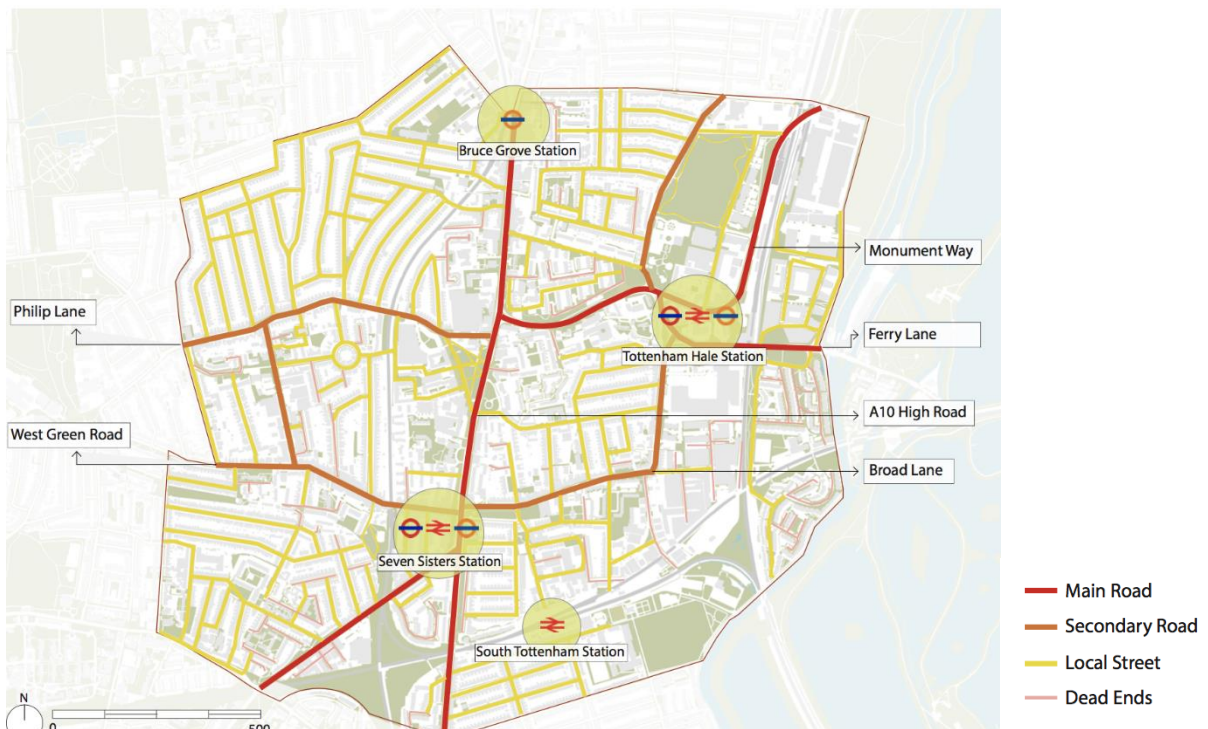 Bruce Grove Station
Monument Way
Philip Lane
Ferry Lane
Tottenham Hale Station
A10 High Road
West Green Road
Broad Lane
Seven Sisters Station
South Tottenham Station
Main Road
Secondary Road
Local Street
Dead Ends
N
0
500